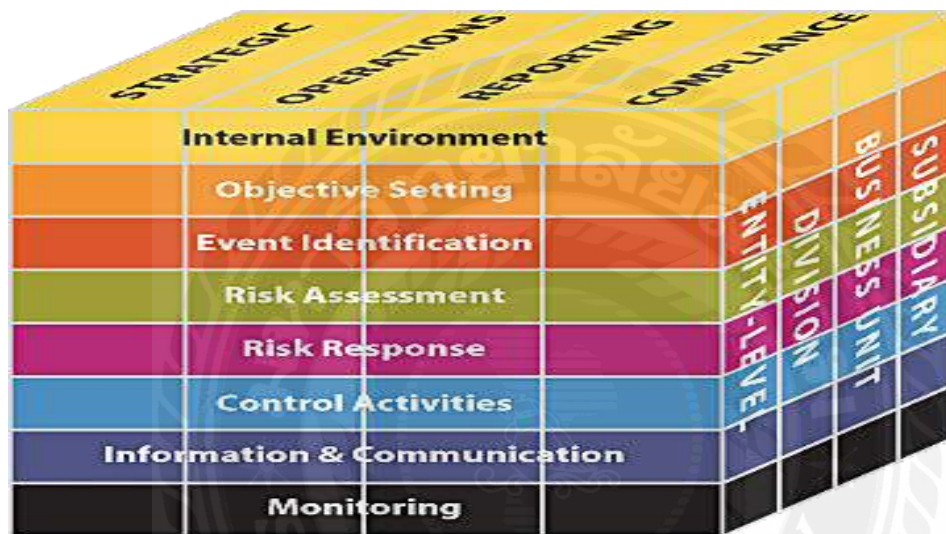 STRATEGIC
OPERATIONS
REPORTING
COMPLIANCE
Internal Environment
Objective Setting
Event Identification
Risk Assessment
Risk Response
Control Activities
Information & Communication
Monitoring
ENTITY-LEVEL
DIVISION
BUSINESS UNIT
SUBSIDIARY